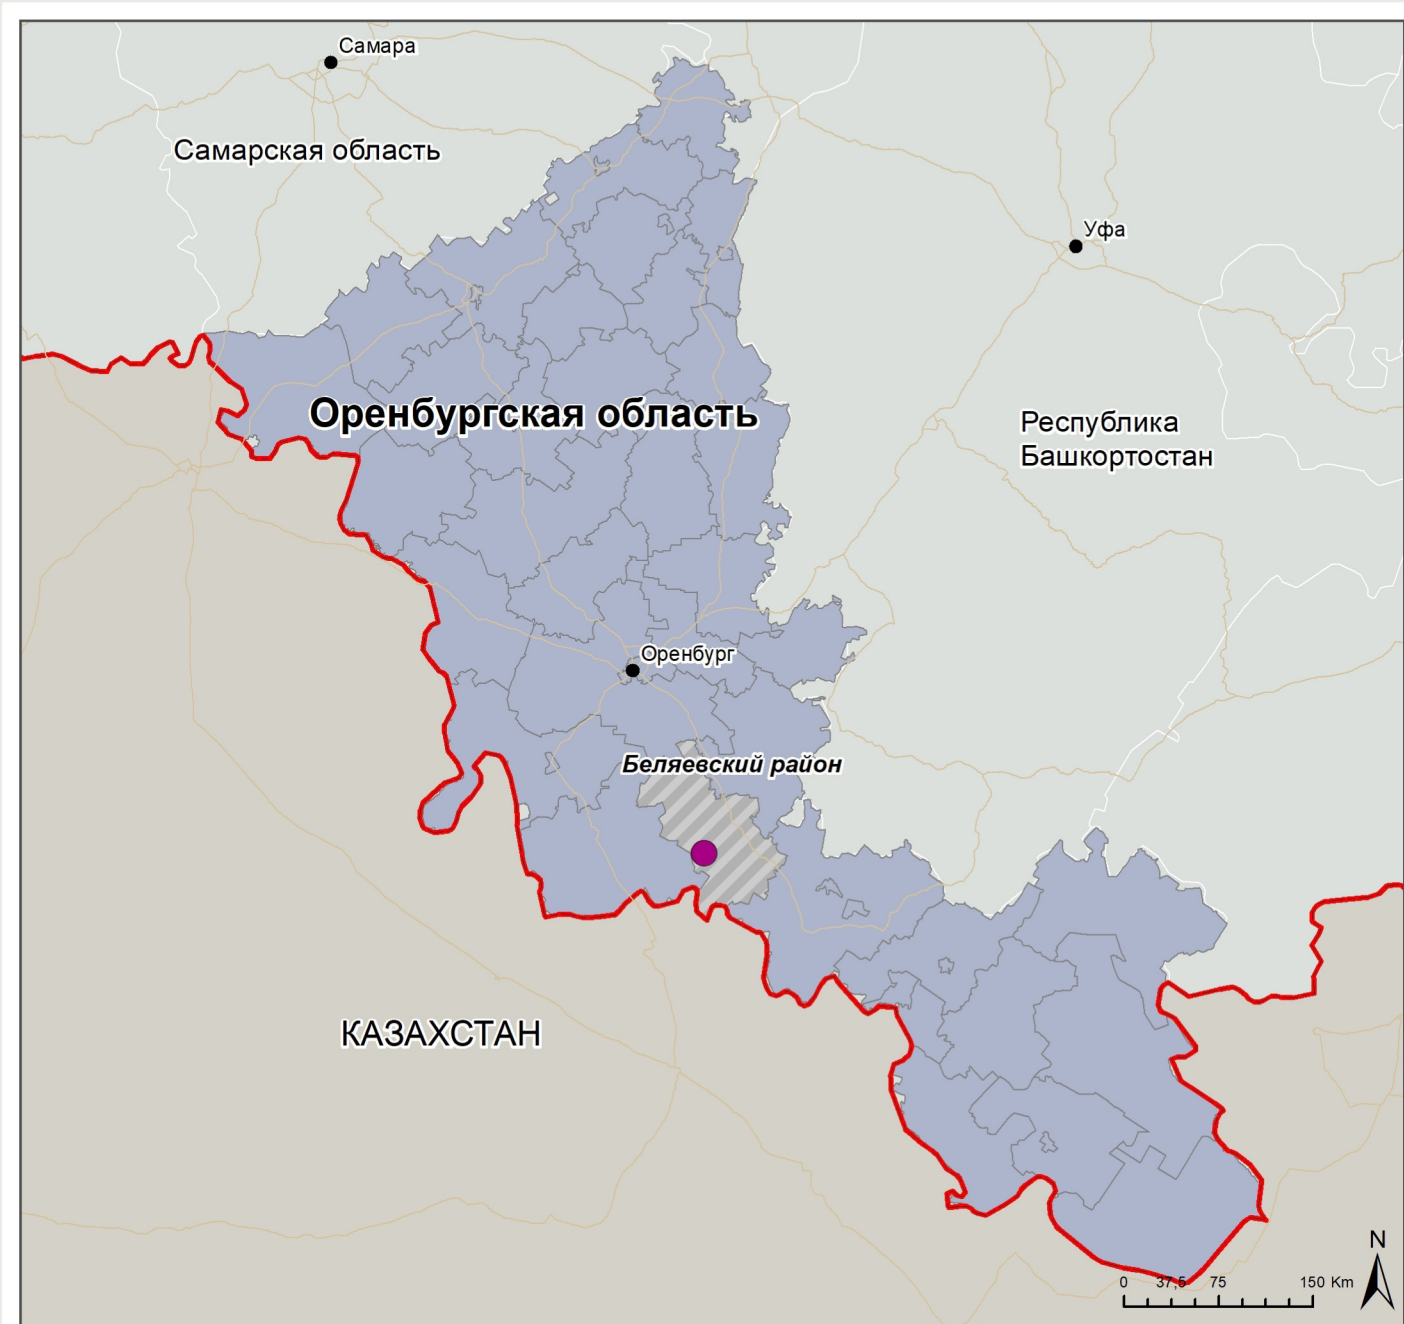 Самара
Самарская область
Уфа
Оренбургская область
Республика
Башкортостан
Оренбург
Беляевский район
КАЗАХСТАН
N
0 37,5 75 150 Km